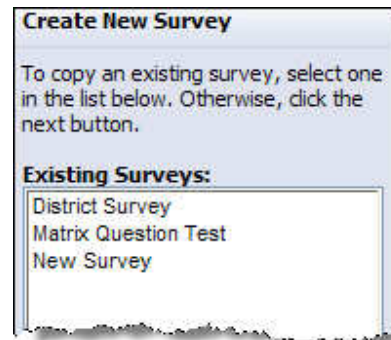 Create New Survey
To copy an existing survey, select one
in the list below. Otherwise, click the
next button.
Existing Surveys:
District Survey
Matrix Question Test
New Survey